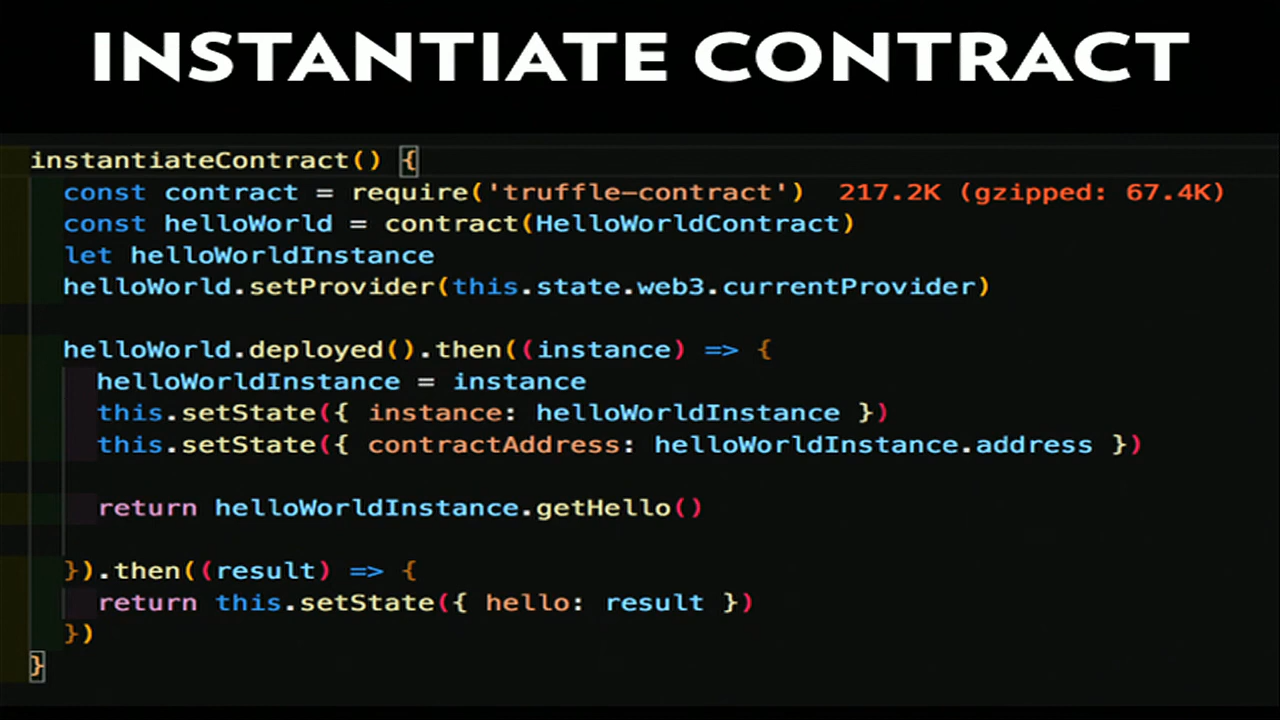 INSTANTIATE CONTRACT
instantiateContract() {
const contract = require('truffle-contract') 217.2K (gzipped: 67.4K)
const helloWorld = contract(HelloWorldContract)
let helloWorldInstance
helloWorld.setProvider(this.state.web3.currentProvider)
helloWorld.deployed().then((instance) => {
helloWorldInstance = instance
this.setState({ instance: helloWorldInstance })
this.setState({ contractAddress: helloWorldInstance.address })
return helloWorldInstance.getHello()
}).then((result) => {
return this.setState({ hello: result })
})
}